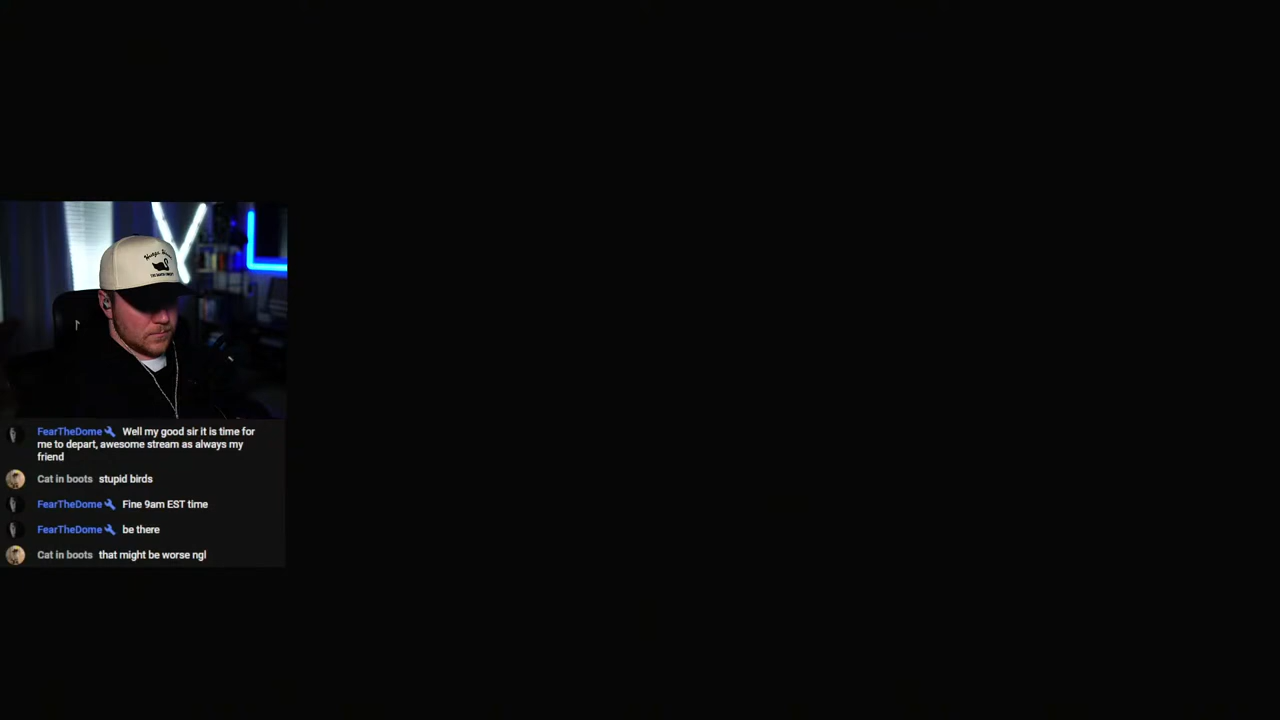 FearTheDome Well my good sir it is time for
me to depart, awesome stream as always my
friend
Cat in boots stupid birds
FearTheDome Fine 9am EST time
FearTheDome be there
Cat in boots that might be worse ngl